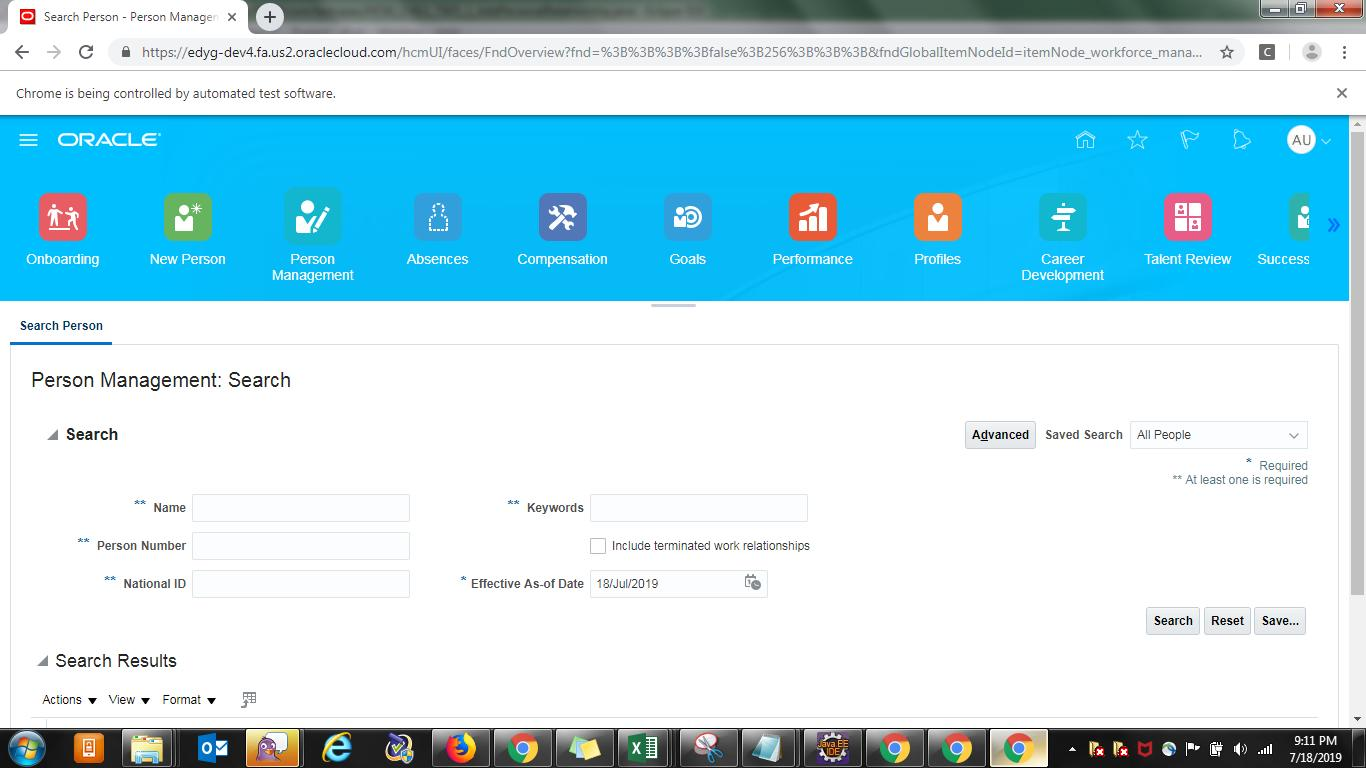 Search Person - Person Managen
https://edyg-dev4.fa.us2.oraclecloud.com/hcmUI/faces/FndOverview?fnd=%3B%3B%3B%3Bfalse%3B256%3B%3B%3B&fndGlobalItemNodeId=itemNode_workforce_mana...
C
Chrome is being controlled by automated test software.
ORACLE
AU
Onboarding
New Person
Person
Management
Absences
Compensation
Goals
Performance
Profiles
Career
Development
Talent Review
Success
Search Person
Person Management: Search
Search
Advanced Saved Search All People
* Required
** At least one is required
** Name
** Keywords
** Person Number
Include terminated work relationships
** National ID
* Effective As-of Date 18/Jul/2019
Search Reset Save...
Search Results
Actions View Format
Java EE
IDE
9:11 PM
7/18/2019